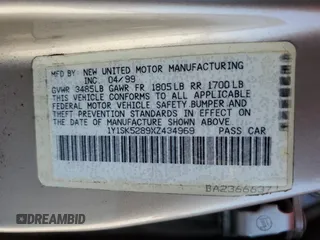 MFD. BY: NEW UNITED MOTOR MANUFACTURING
INC. 04/99
GVWR 3485LB GAWR FR 1805LB RR 1700LB
THIS VEHICLE CONFORMS TO ALL APPLICABLE
FEDERAL MOTOR VEHICLE SAFETY,BUMPER AND
THEFT PREVENTION STANDARDS IN EFFECT ON THE
DATE OF MANUFACTURE SHOWN ABOVE.
1Y1SK5289XZ434969 PASS CAR
DREAMBID